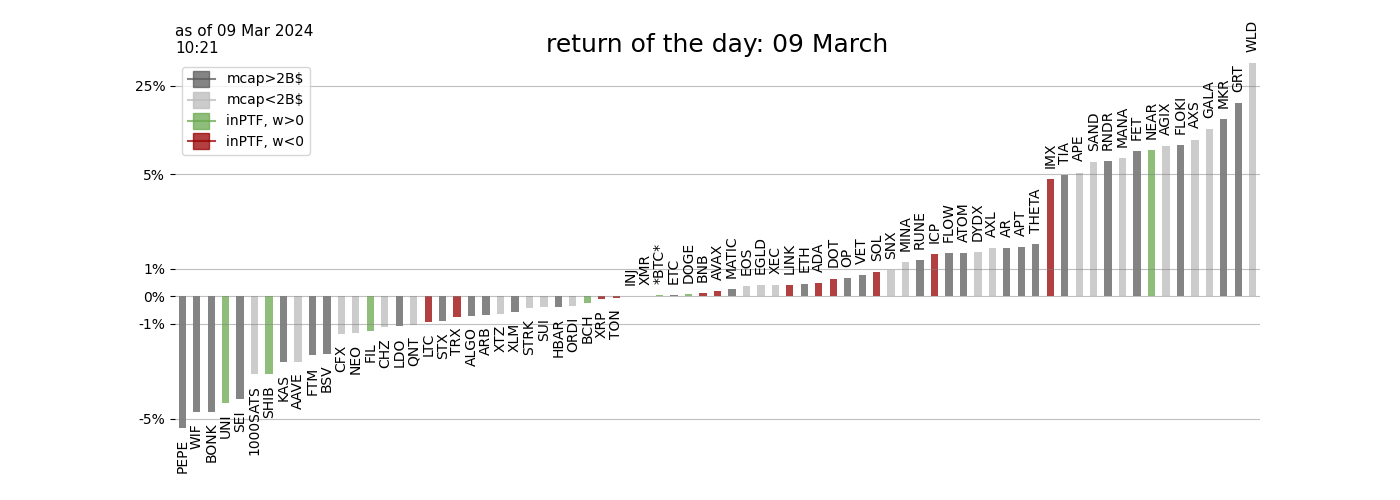 as of 09 Mar 2024
10:21
return of the day: 09 March
mcap>2B$
mcap<2B$
inPTF, w>0
inPTF, w<0
25%
5%
1%
0%
-1%
-5%
PEPE
WIF
BONK
UNI
SEI
1000SATS
SHIB
KAS
AAVE
FTM
BSV
CFX
NEO
FIL
CHZ
LDO
QNT
LTC
STX
TRX
ALGO
ARB
XTZ
XLM
STRK
SUI
HBAR
ORDI
BCH
XRP
TON
INJ
XMR
*BTC*
ETC
DOGE
BNB
AVAX
MATIC
EOS
EGLD
XEC
LINK
ETH
ADA
DOT
OP
VET
SOL
SNX
MINA
RUNE
ICP
FLOW
ATOM
DYDX
AXL
AR
APT
THETA
IMX
TIA
APE
SAND
RNDR
MANA
FET
NEAR
AGIX
FLOKI
AXS
GALA
MKR
GRT
WLD